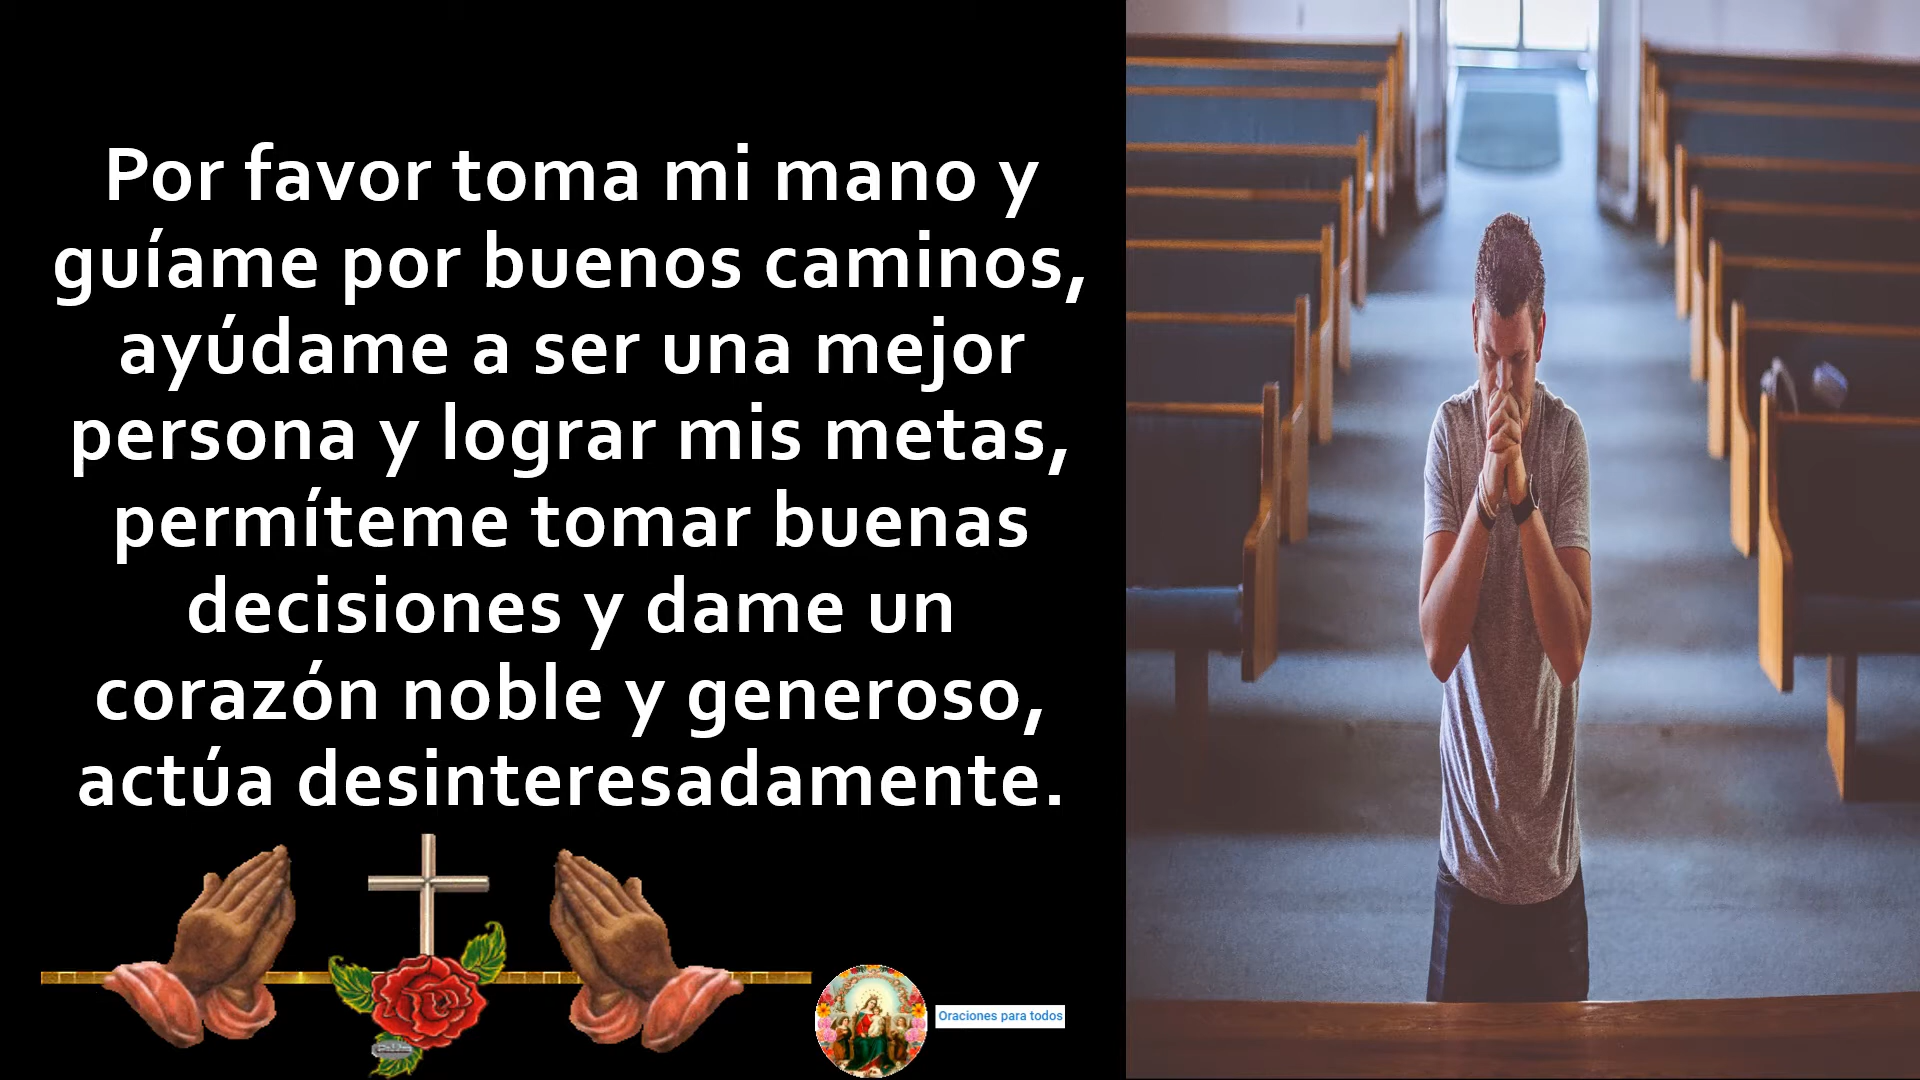 Por favor toma mi mano y
guíame por buenos caminos,
ayúdame a ser una mejor
persona y lograr mis metas,
permíteme tomar buenas
decisiones y dame un
corazón noble y generoso,
actúa desinteresadamente.
Oraciones para todos